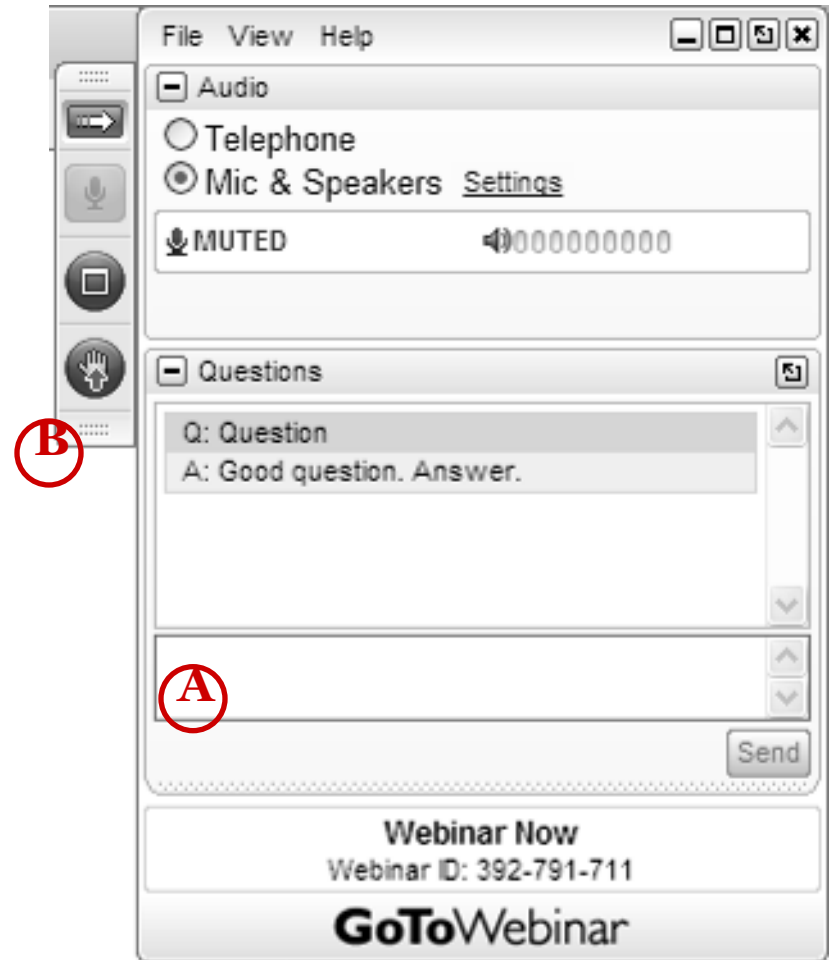 File View Help
Audio
Telephone
Mic & Speakers Settings
MUTED
Questions
B
Q: Question
A: Good question. Answer.
A
Send
Webinar Now
Webinar ID: 392-791-711
GoToWebinar